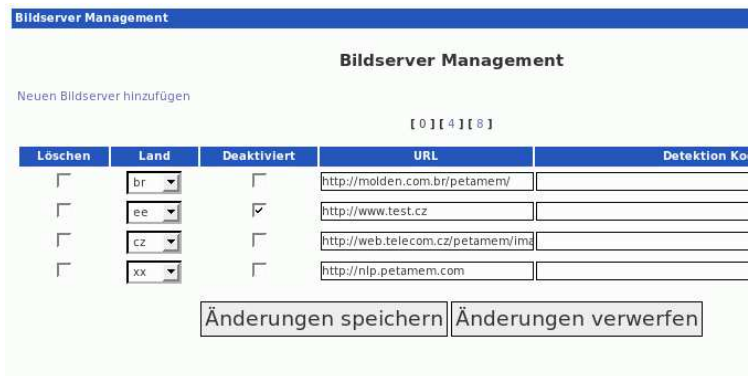 Bildserver Management
Bildserver Management
Neuen Bildserver hinzufügen
[ 0 ] [ 4 ] [ 8 ]
Löschen Land Deaktiviert URL Detektion
br http://molden.com.br/petamem/
ee http://www.test.cz
cz http://web.telecom.cz/petamem/
xx http://nlp.petamem.com
Änderungen speichern Änderungen verwerfen